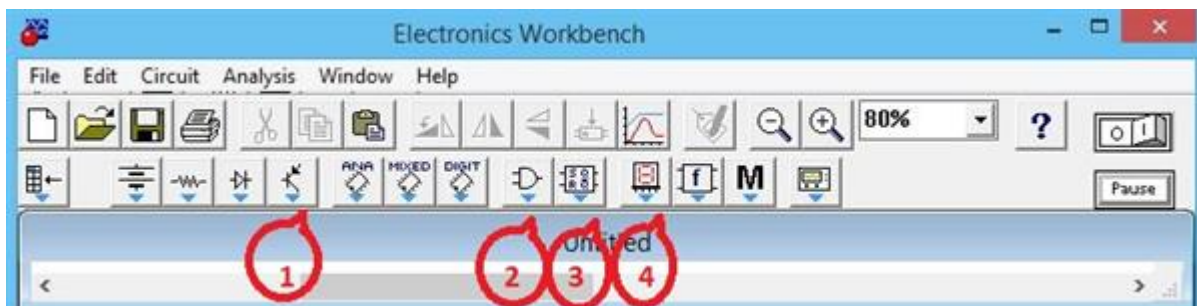 Electronics Workbench
File Edit Circuit Analysis Window Help
80% ?
ANA MIXED DIGIT
f M Pause
Untitled
1 2 3 4